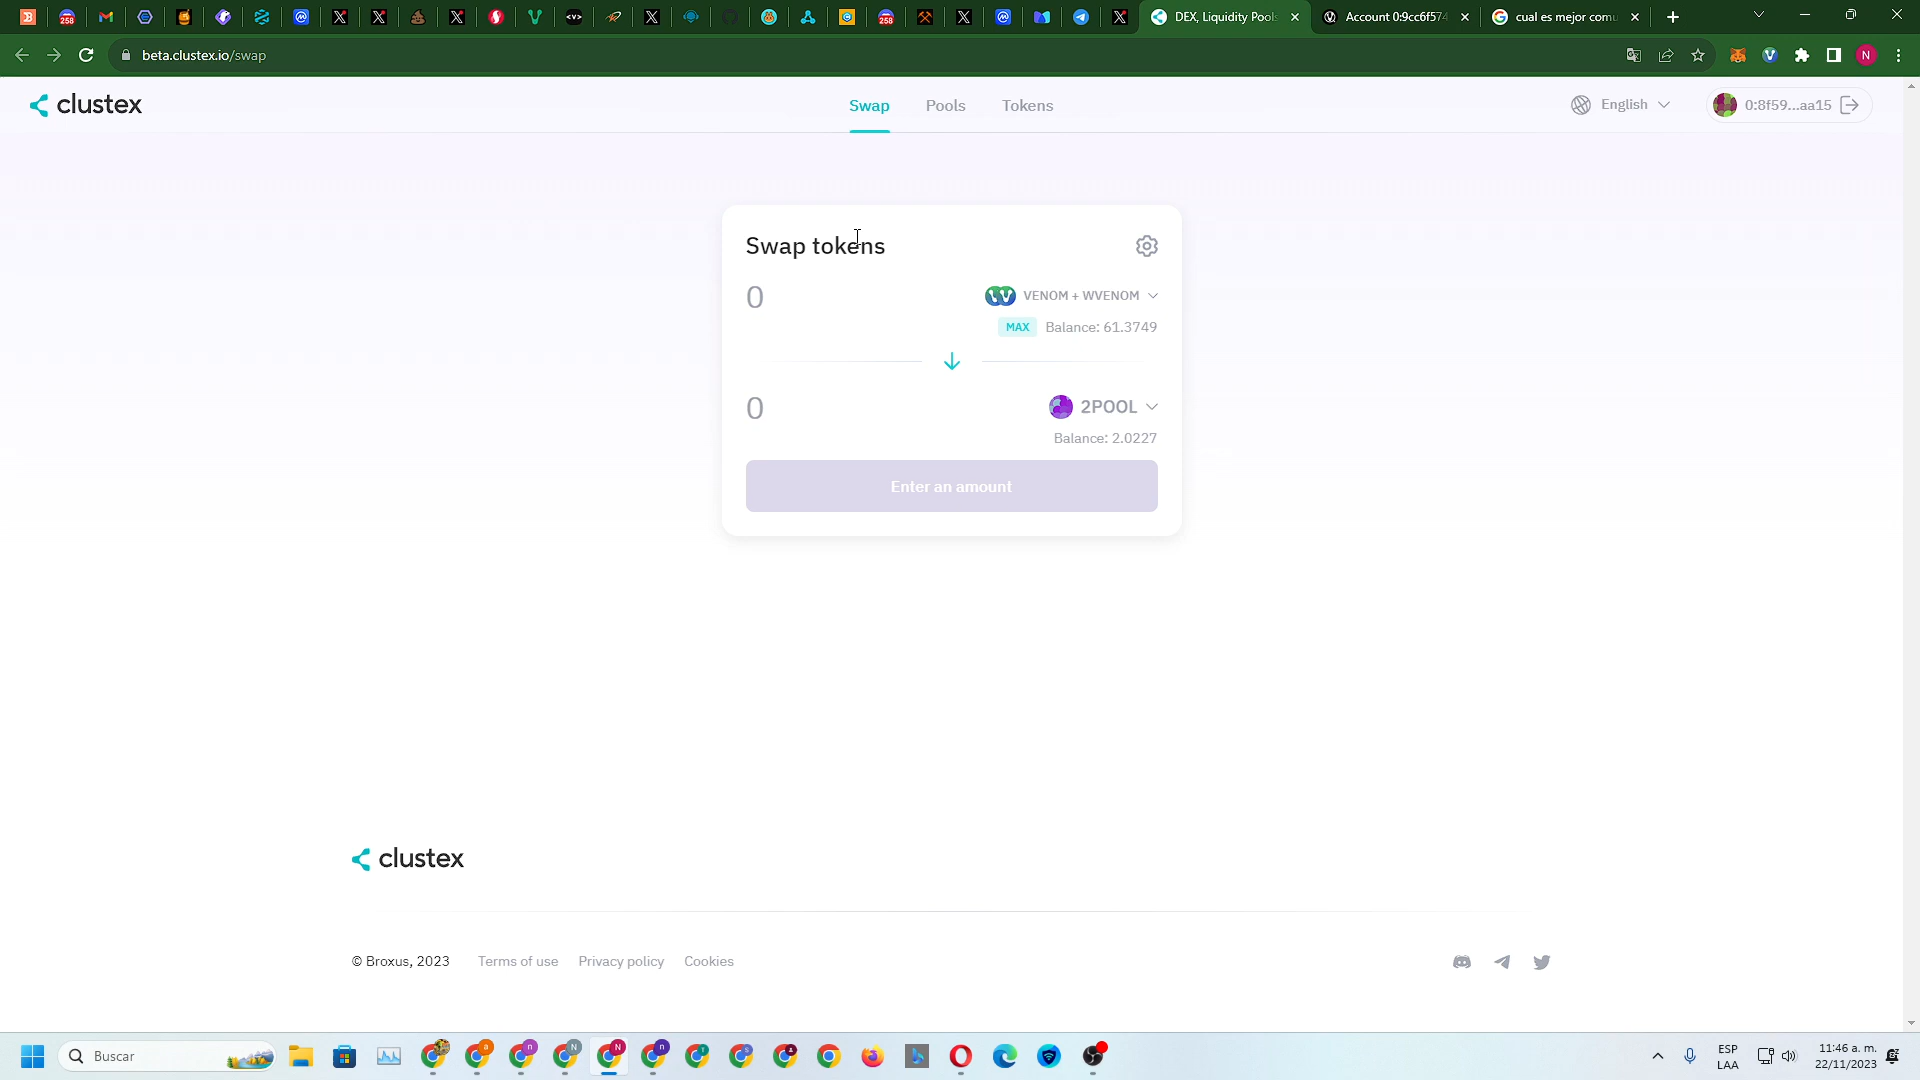 DEX, Liquidity Pools
Account 0:9cc6f574
cual es mejor comu
beta.clustex.io/swap
clustex
Swap
Pools
Tokens
English
0:8f59...aa15
Swap tokens
0
VENOM + WVENOM
MAX
Balance: 61.3749
0
2POOL
Balance: 2.0227
Enter an amount
clustex
© Broxus, 2023
Terms of use
Privacy policy
Cookies
Buscar
ESP
LAA
11:46 a. m.
22/11/2023